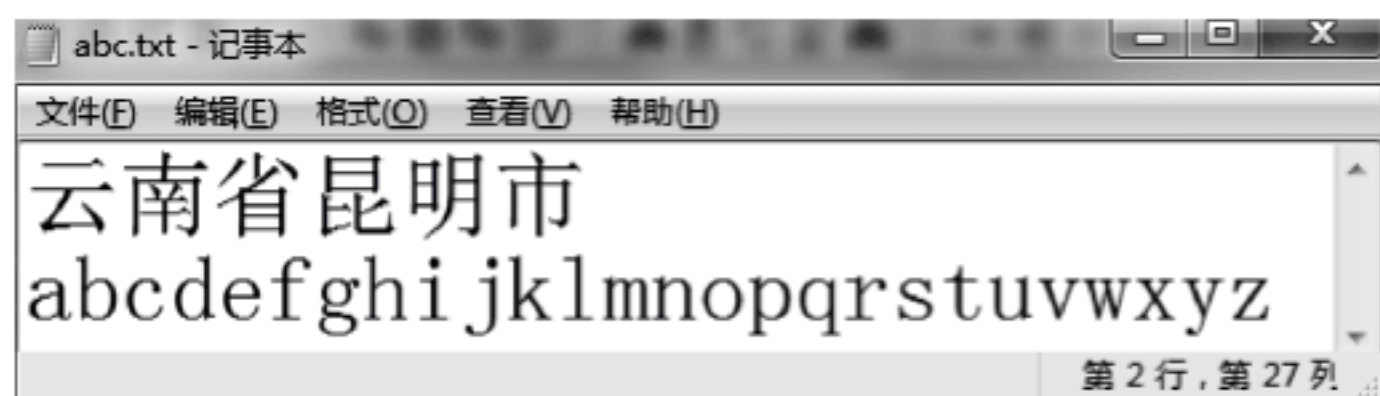 abc.txt - 记事本
文件(F) 编辑(E) 格式(O) 查看(V) 帮助(H)
云南省昆明市
abcdefghijklmnopqrstuvwxyz
第 2 行 , 第 27 列